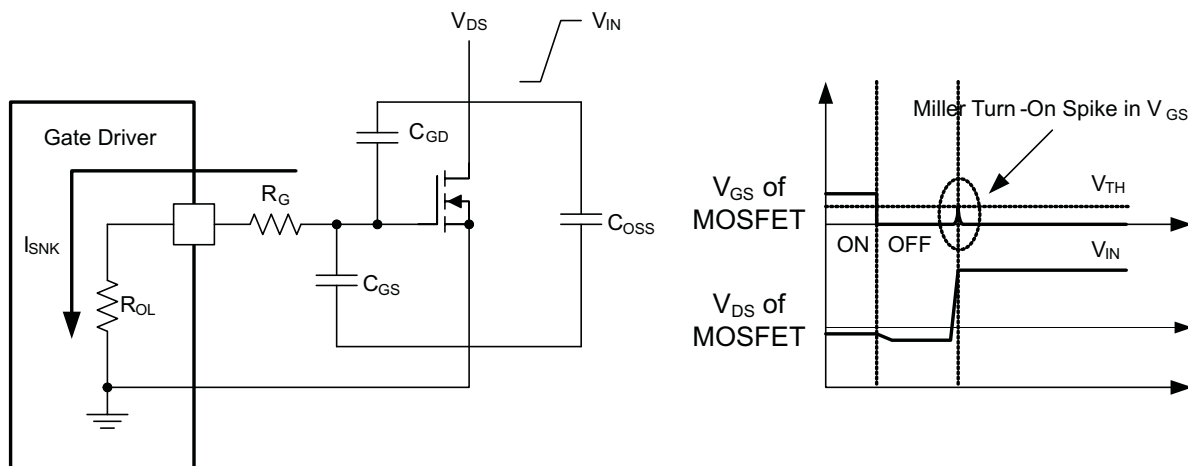 V_DS
V_IN
Gate Driver
C_GD
R_G
I_SNK
C_OSS
C_GS
R_OL
Miller Turn-On Spike in V_GS
V_TH
V_GS of
MOSFET
ON
OFF
V_IN
V_DS of
MOSFET